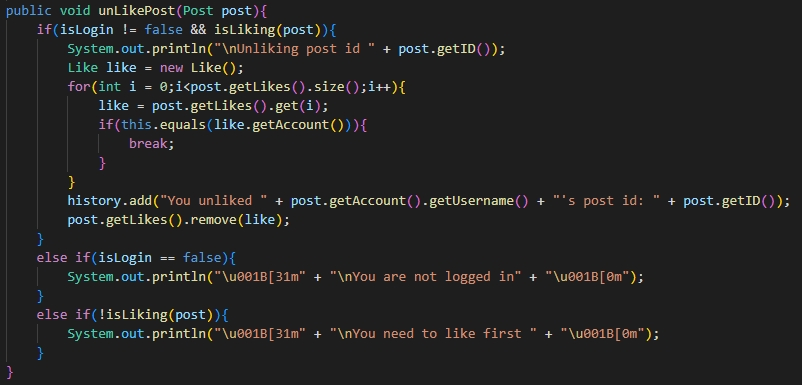 public void unLikePost(Post post){
    if(isLogin != false && isLiking(post)){
        System.out.println("\nUnliking post id " + post.getID());
        Like like = new Like();
        for(int i = 0;i<post.getLikes().size();i++){
            like = post.getLikes().get(i);
            if(this.equals(like.getAccount())){
                break;
            }
        }
        history.add("You unliked " + post.getAccount().getUsername() + "'s post id: " + post.getID());
        post.getLikes().remove(like);
    }
    else if(isLogin == false){
        System.out.println("\u001B[31m" + "\nYou are not logged in" + "\u001B[0m");
    }
    else if(!isLiking(post)){
        System.out.println("\u001B[31m" + "\nYou need to like first " + "\u001B[0m");
    }
}